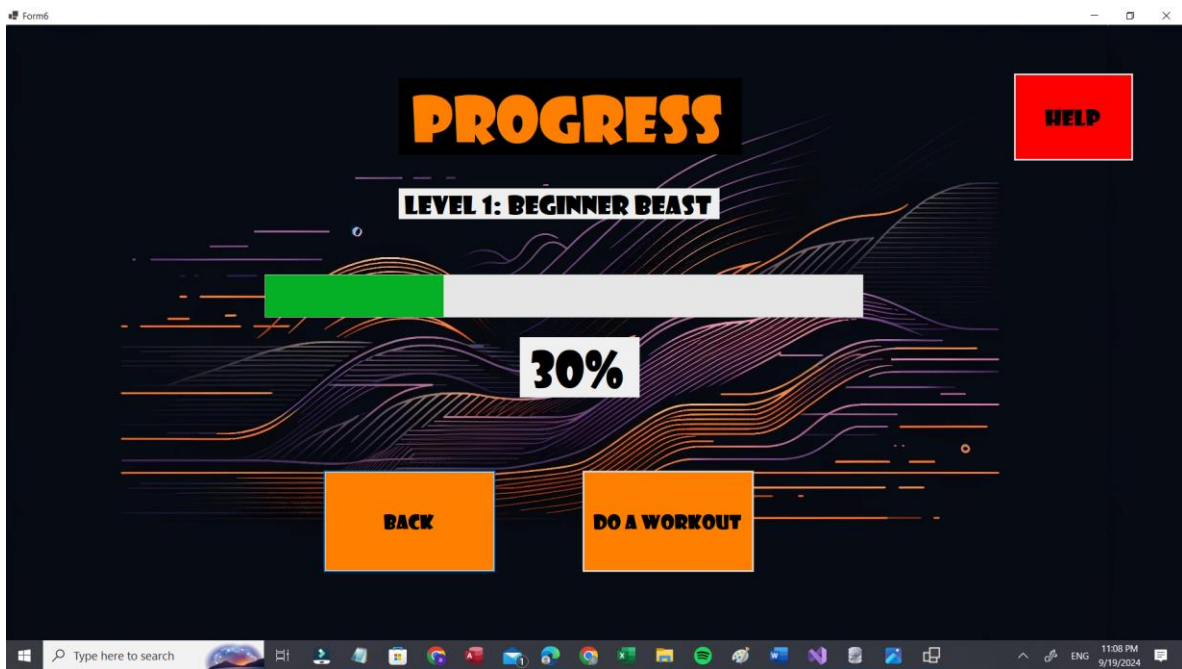 Form6
PROGRESS
HELP
LEVEL 1: BEGINNER BEAST
30%
BACK
DO A WORKOUT
Type here to search
ENG
11:08 PM
9/19/2024